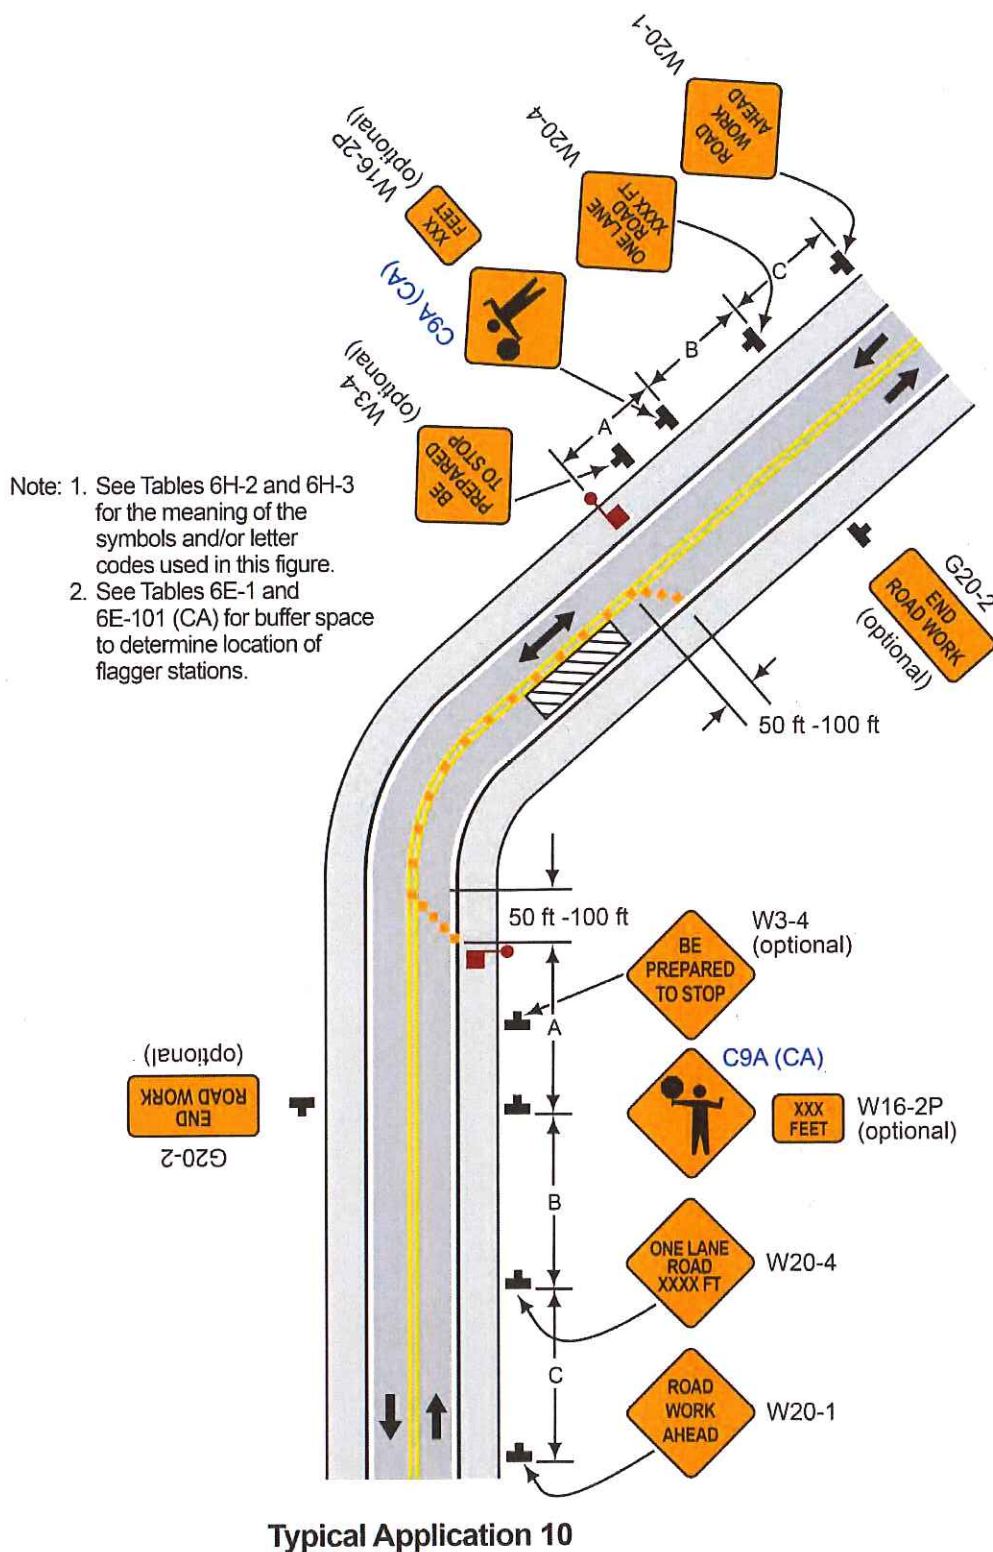 W20-1
ROAD
WORK
AHEAD
W20-4
ONE LANE
ROAD
XXXX FT
W16-2P
(optional)
XXX
FEET
C9A (CA)
W3-4
(optional)
BE
PREPARED
TO STOP
C
B
A
Note: 1. See Tables 6H-2 and 6H-3
for the meaning of the
symbols and/or letter
codes used in this figure.
2. See Tables 6E-1 and
6E-101 (CA) for buffer space
to determine location of
flagger stations.
G20-2
END
ROAD WORK
(optional)
50 ft -100 ft
50 ft -100 ft
BE
PREPARED
TO STOP
W3-4
(optional)
A
C9A (CA)
XXX
FEET
W16-2P
(optional)
G20-2
END
ROAD WORK
(optional)
B
ONE LANE
ROAD
XXXX FT
W20-4
C
ROAD
WORK
AHEAD
W20-1
Typical Application 10